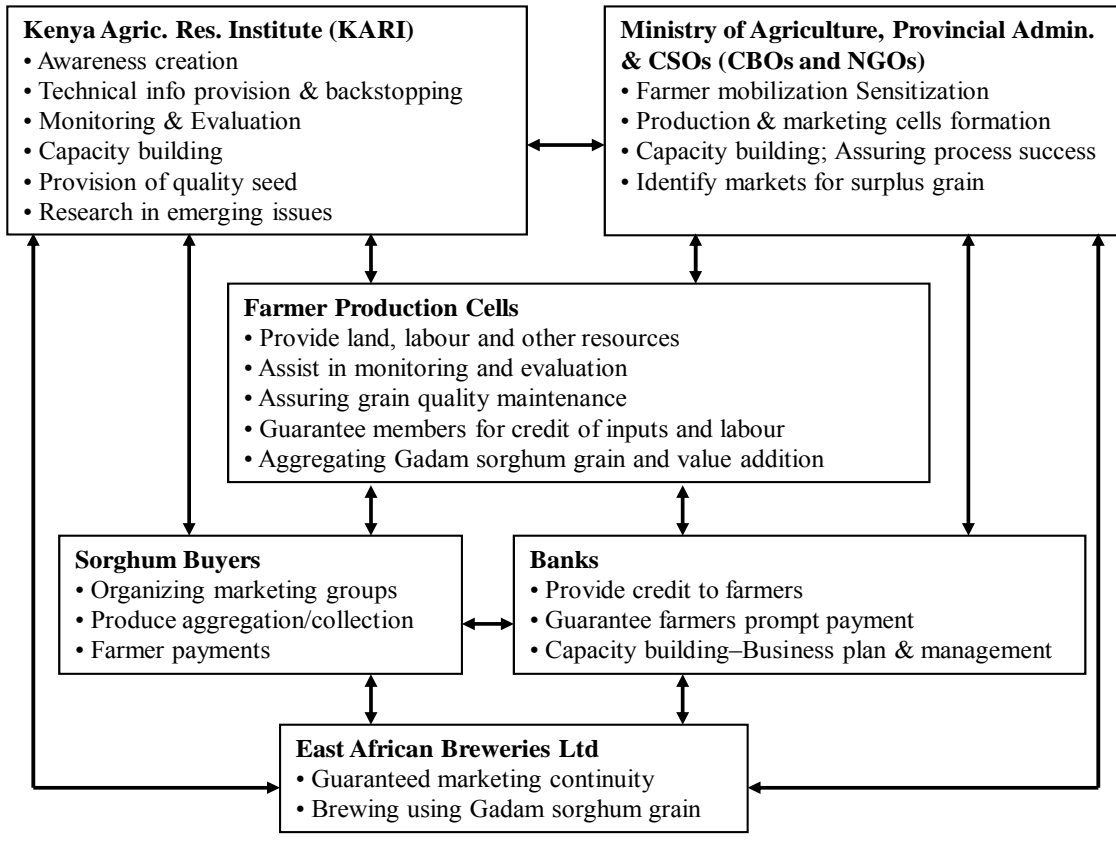 Kenya Agric. Res. Institute (KARI)
• Awareness creation
• Technical info provision & backstopping
• Monitoring & Evaluation
• Capacity building
• Provision of quality seed
• Research in emerging issues
Ministry of Agriculture, Provincial Admin.
& CSOs (CBOs and NGOs)
• Farmer mobilization Sensitization
• Production & marketing cells formation
• Capacity building; Assuring process success
• Identify markets for surplus grain
Farmer Production Cells
• Provide land, labour and other resources
• Assist in monitoring and evaluation
• Assuring grain quality maintenance
• Guarantee members for credit of inputs and labour
• Aggregating Gadam sorghum grain and value addition
Sorghum Buyers
• Organizing marketing groups
• Produce aggregation/collection
• Farmer payments
Banks
• Provide credit to farmers
• Guarantee farmers prompt payment
• Capacity building–Business plan & management
East African Breweries Ltd
• Guaranteed marketing continuity
• Brewing using Gadam sorghum grain